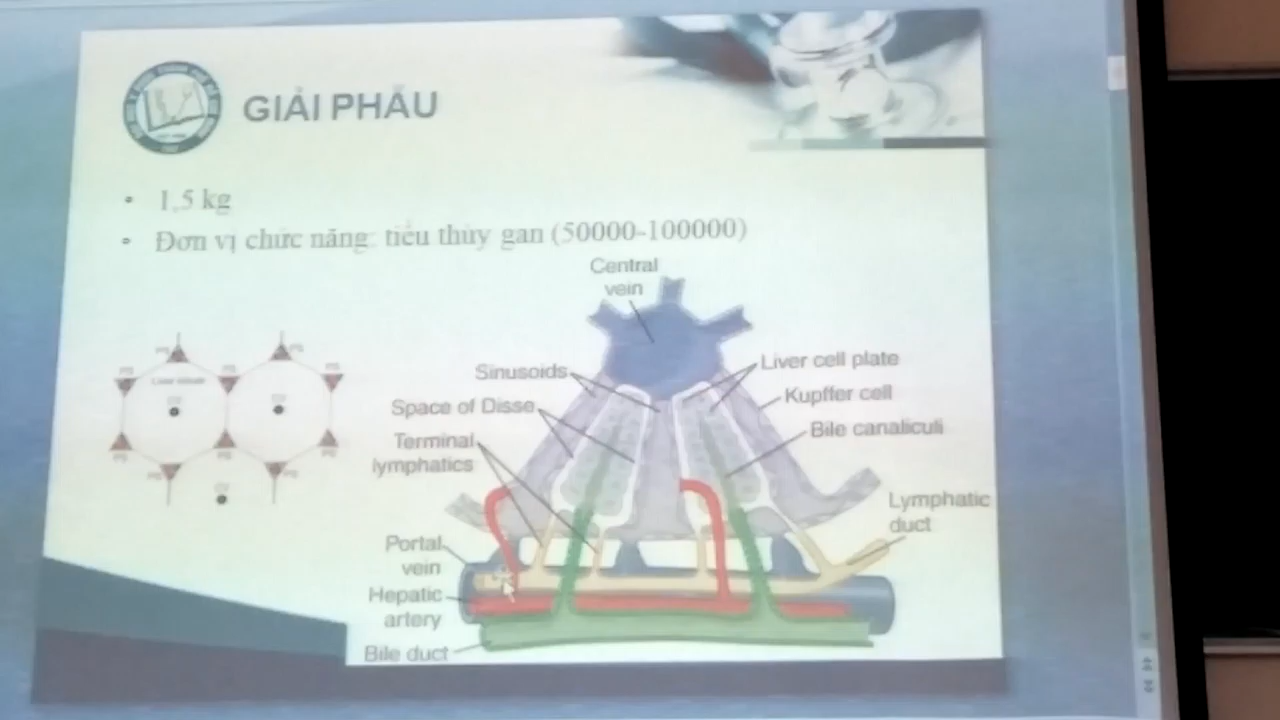 GIẢI PHẪU
• 1,5 kg
• Đơn vị chức năng: tiểu thùy gan (50000-100000)
Central
vein
Sinusoids
Liver cell plate
Space of Disse
Kupffer cell
Terminal
lymphatics
Bile canaliculi
Lymphatic
duct
Portal
vein
Hepatic
artery
Bile duct